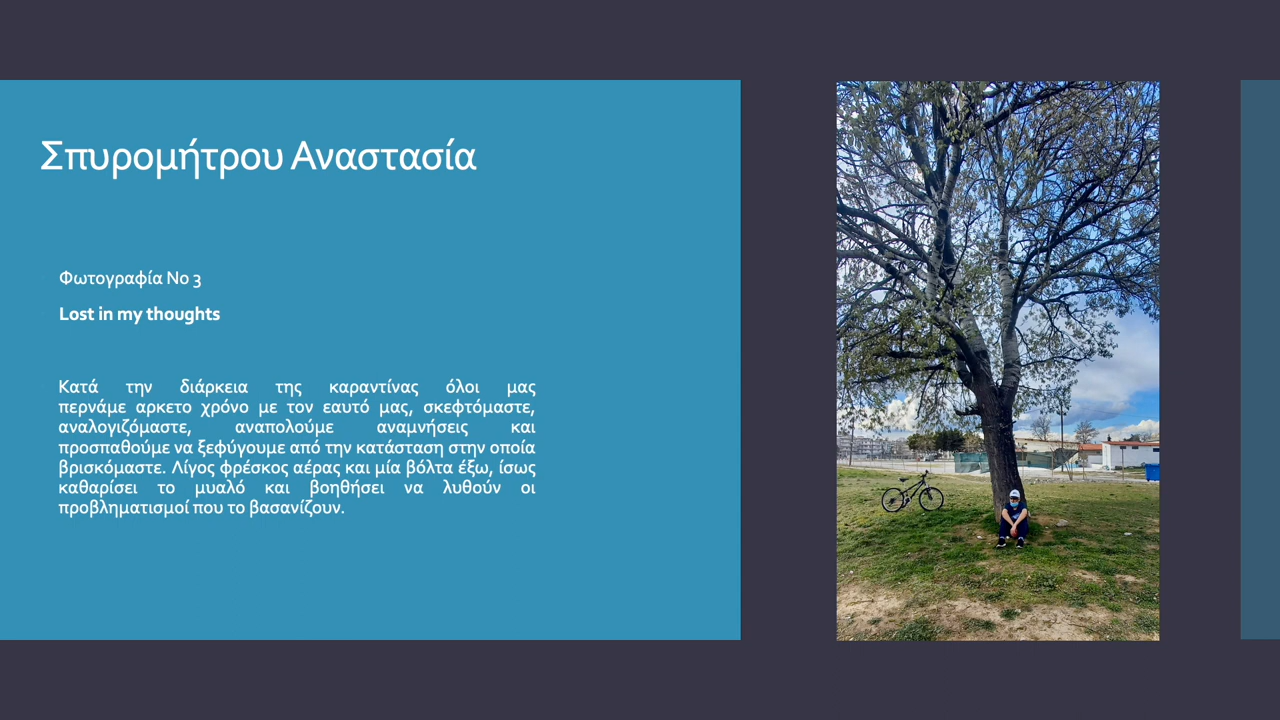 Σπυρομήτρου Αναστασία
Φωτογραφία Νο 3
Lost in my thoughts
Κατά την διάρκεια της καραντίνας όλοι μας
περνάμε αρκετο χρόνο με τον εαυτό μας, σκεφτόμαστε,
αναλογιζόμαστε, αναπολούμε αναμνήσεις και
προσπαθούμε να ξεφύγουμε από την κατάσταση στην οποία
βρισκόμαστε. Λίγος φρέσκος αέρας και μία βόλτα έξω, ίσως
καθαρίσει το μυαλό και βοηθήσει να λυθούν οι
προβληματισμοί που το βασανίζουν.